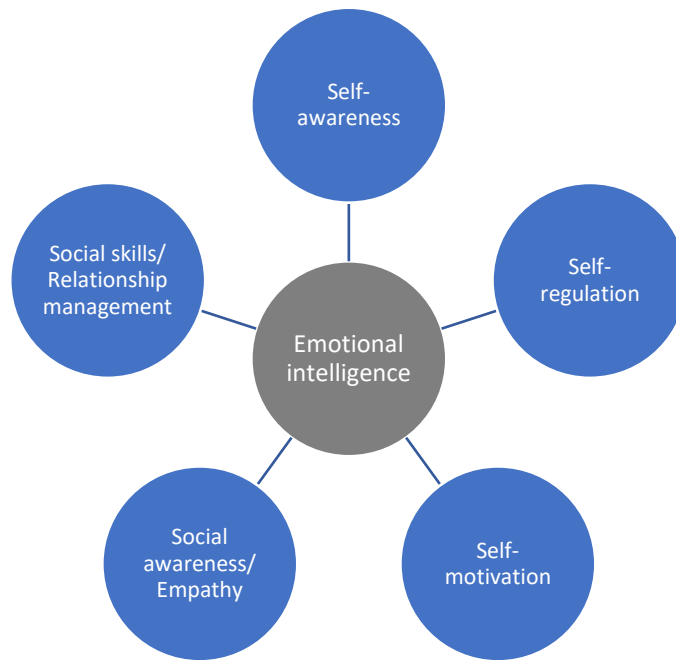 Self-
awareness
Social skills/
Relationship
management
Self-
regulation
Emotional
intelligence
Social
awareness/
Empathy
Self-
motivation